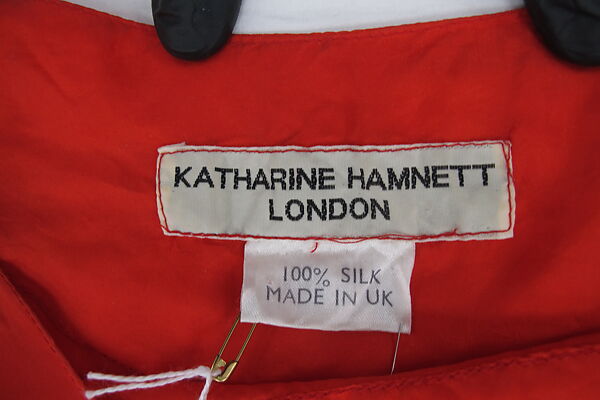 KATHARINE HAMNETT
LONDON
100% SILK
MADE IN UK